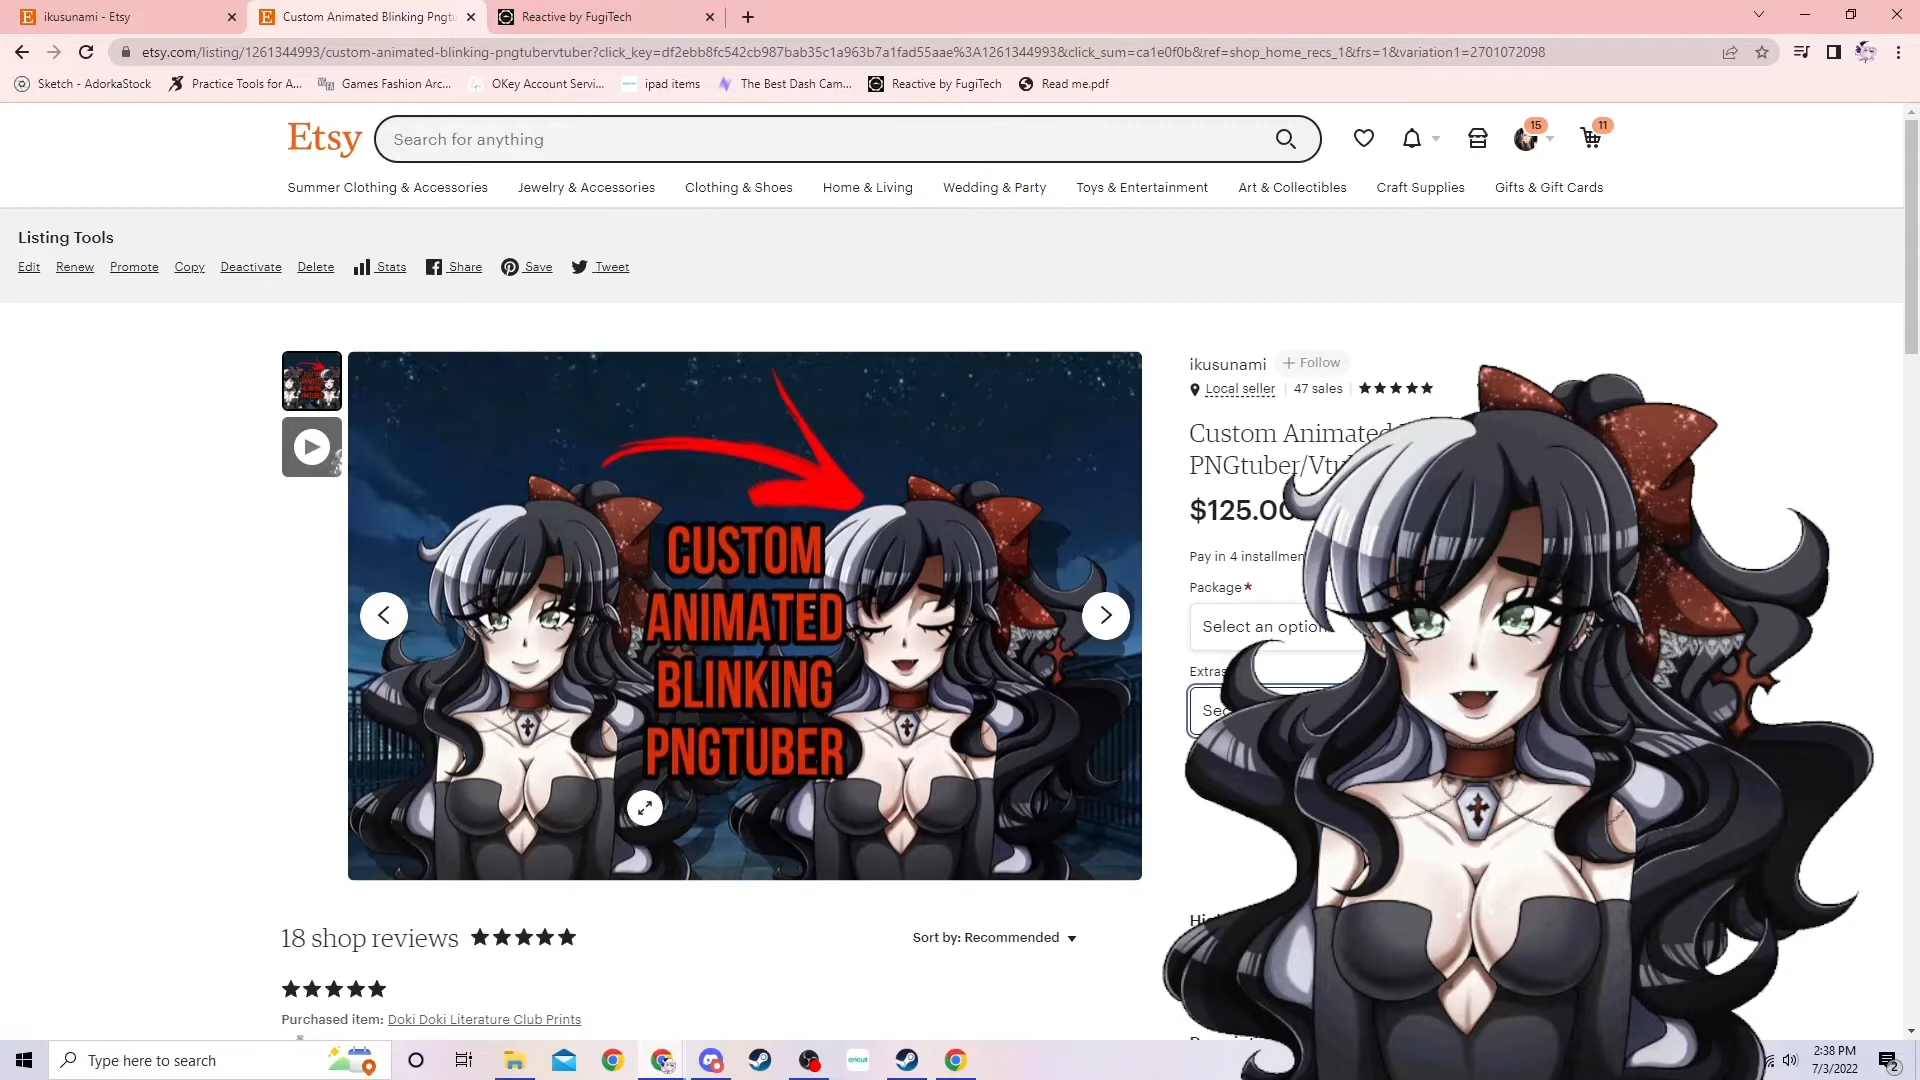 ikusunami - Etsy
Custom Animated Blinking Pngtu
Reactive by FugiTech
etsy.com/listing/1261344993/custom-animated-blinking-pngtubervtuber?click_key=df2ebb8fc542cb987bab35c1a963b7a1fad55aae%3A1261344993&click_sum=ca1e0f0b&ref=shop_home_recs_1&frs=1&variation1=2701072098
Sketch - AdorkaStock
Practice Tools for A...
Games Fashion Arc...
OKey Account Servi...
ipad items
The Best Dash Cam...
Reactive by FugiTech
Read me.pdf
Etsy
Search for anything
15
11
Summer Clothing & Accessories
Jewelry & Accessories
Clothing & Shoes
Home & Living
Wedding & Party
Toys & Entertainment
Art & Collectibles
Craft Supplies
Gifts & Gift Cards
Listing Tools
Edit
Renew
Promote
Copy
Deactivate
Delete
Stats
Share
Save
Tweet
CUSTOM
ANIMATED
BLINKING
PNGTUBER
ikusunami
+ Follow
Local seller
47 sales
Custom Animated
PNGtuber/Vtu
$125.00
Pay in 4 installmen
Package*
Select an option
Extras
18 shop reviews
Sort by: Recommended
Purchased item: Doki Doki Literature Club Prints
Type here to search
cricut
2:38 PM
7/3/2022
2